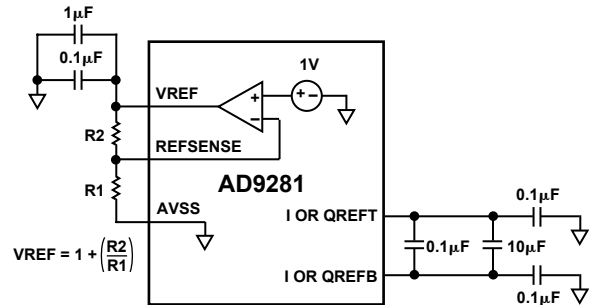 1μF
0.1μF
1V
VREF
+
–
+ –
R2
REFSENSE
R1
AD9281
AVSS
I OR QREFT
0.1μF
VREF = 1 + (R2/R1)
0.1μF
10μF
I OR QREFB
0.1μF